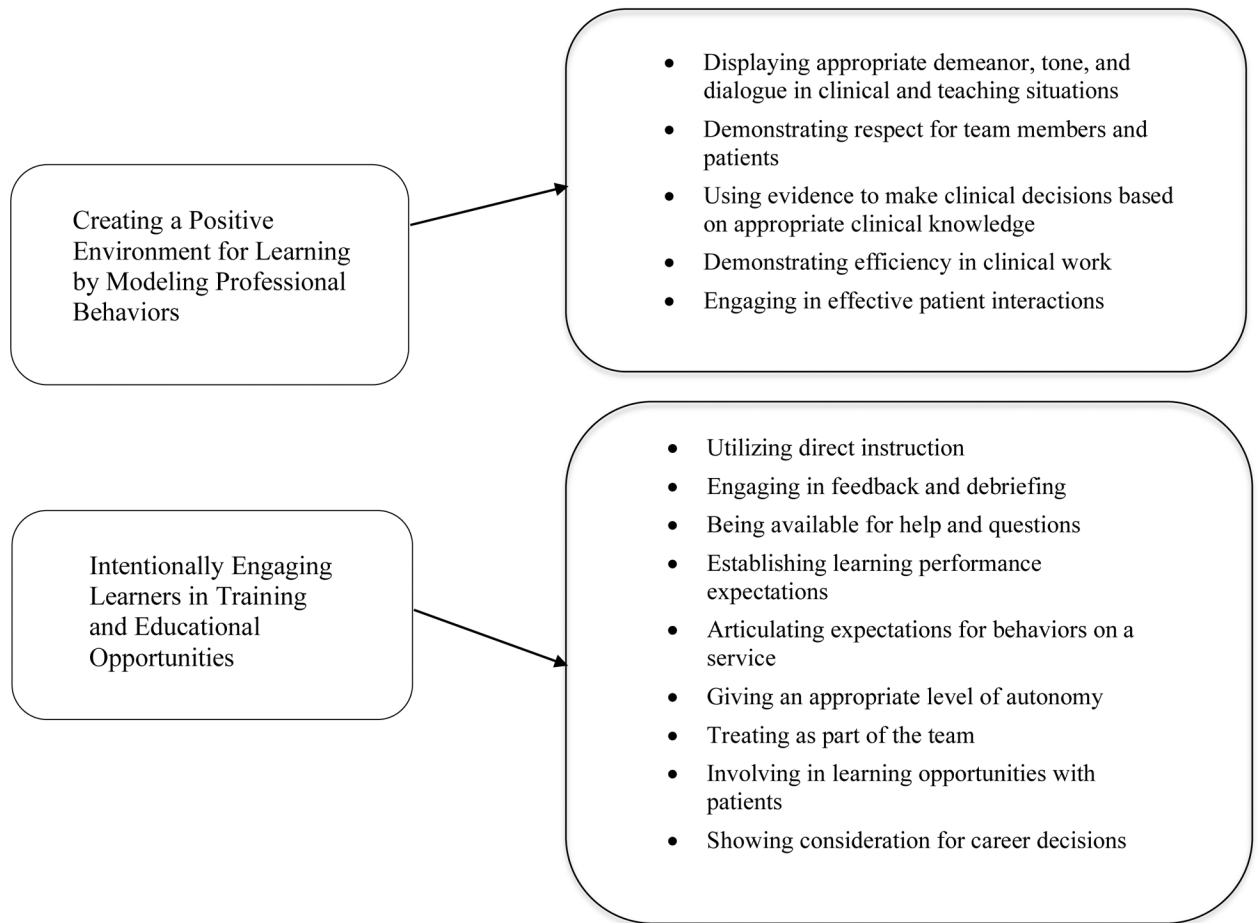 Creating a Positive
Environment for Learning
by Modeling Professional
Behaviors
• Displaying appropriate demeanor, tone, and
dialogue in clinical and teaching situations
• Demonstrating respect for team members and
patients
• Using evidence to make clinical decisions based
on appropriate clinical knowledge
• Demonstrating efficiency in clinical work
• Engaging in effective patient interactions
Intentionally Engaging
Learners in Training
and Educational
Opportunities
• Utilizing direct instruction
• Engaging in feedback and debriefing
• Being available for help and questions
• Establishing learning performance
expectations
• Articulating expectations for behaviors on a
service
• Giving an appropriate level of autonomy
• Treating as part of the team
• Involving in learning opportunities with
patients
• Showing consideration for career decisions